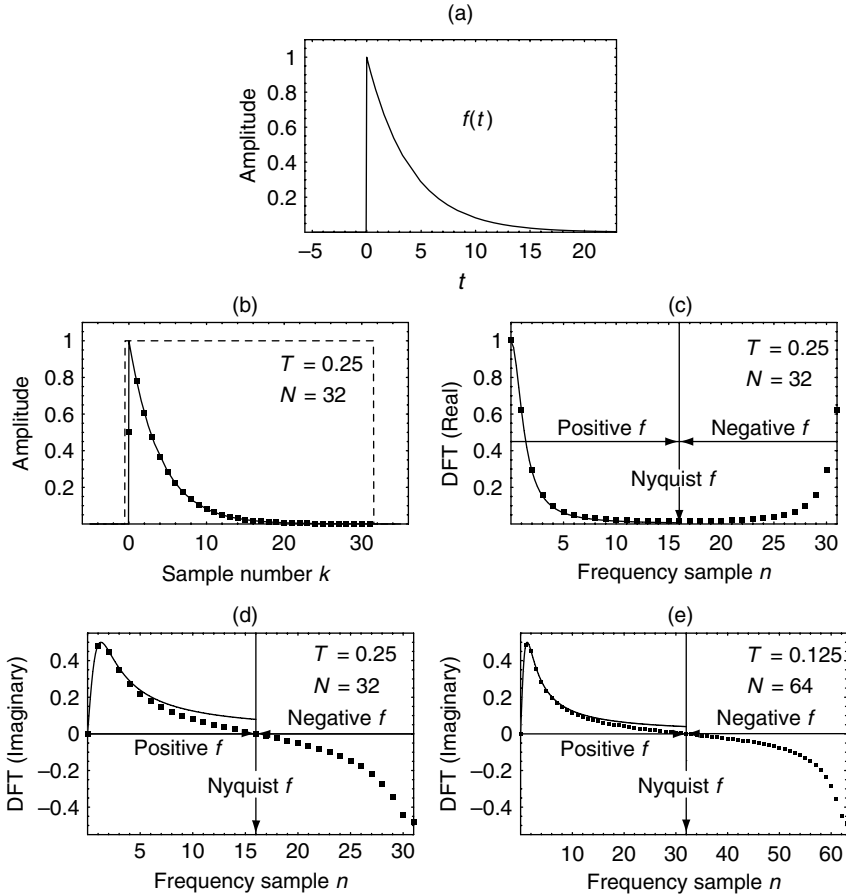 (a)
1
0.8
0.6
0.4
0.2
Amplitude
f(t)
−5 0 5 10 15 20
t
(b)
1
0.8
0.6
0.4
0.2
Amplitude
T = 0.25
N = 32
0 10 20 30
Sample number k
(c)
1
0.8
0.6
0.4
0.2
DFT (Real)
T = 0.25
N = 32
Positive f
Negative f
Nyquist f
5 10 15 20 25 30
Frequency sample n
(d)
0.4
0.2
0
−0.2
−0.4
DFT (Imaginary)
T = 0.25
N = 32
Negative f
Positive f
Nyquist f
5 10 15 20 25 30
Frequency sample n
(e)
0.4
0.2
0
−0.2
−0.4
DFT (Imaginary)
T = 0.125
N = 64
Negative f
Positive f
Nyquist f
10 20 30 40 50 60
Frequency sample n